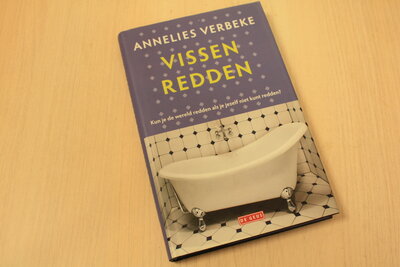 ANNELIES VERBEKE
VISSEN
REDDEN
Kun je de wereld redden als je jezelf niet kunt redden?
DE GEUS